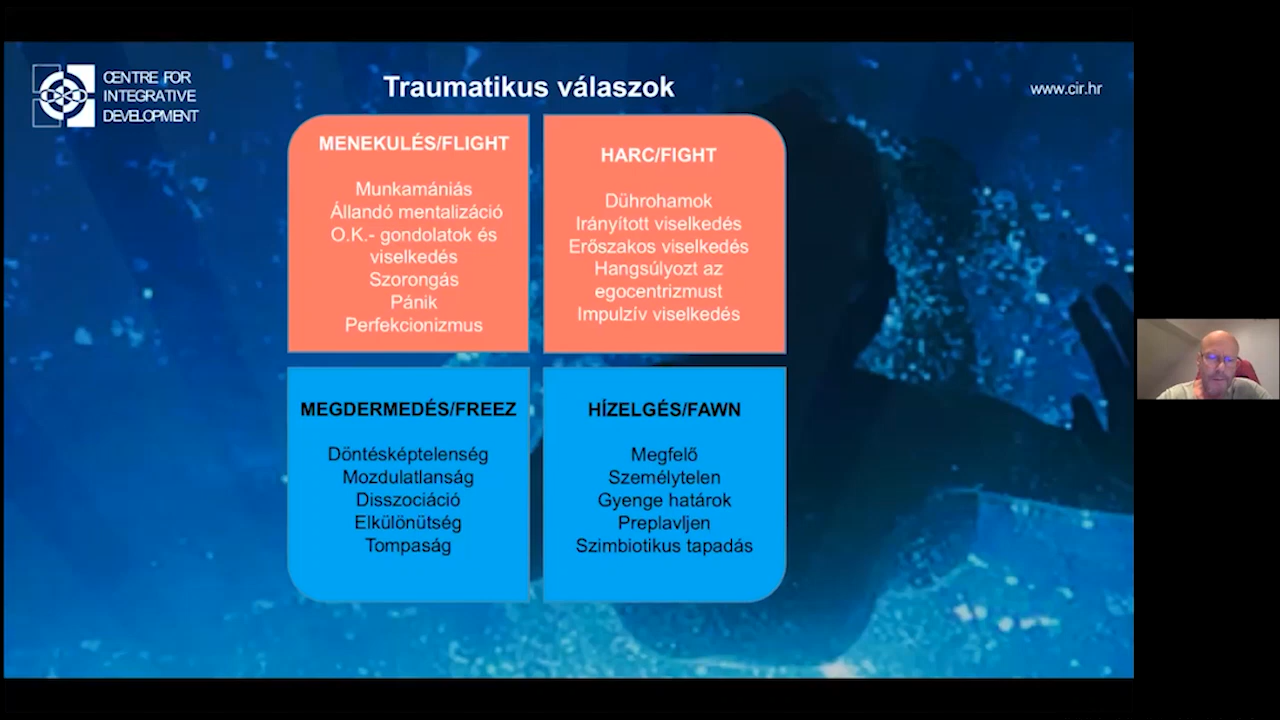 CENTRE FOR
INTEGRATIVE
DEVELOPMENT
Traumatikus válaszok
www.cir.hr
MENEKULÉS/FLIGHT
Munkamániás
Állandó mentalizáció
O.K.- gondolatok és
viselkedés
Szorongás
Pánik
Perfekcionizmus
HARC/FIGHT
Dührohamok
Irányított viselkedés
Erőszakos viselkedés
Hangsúlyozt az
egocentrizmust
Impulzív viselkedés
MEGDERMEDÉS/FREEZ
Döntésképtelenség
Mozdulatlanság
Disszociáció
Elkülönütség
Tompaság
HÍZELGÉS/FAWN
Megfelő
Személytelen
Gyenge határok
Preplavljen
Szimbiotikus tapadás